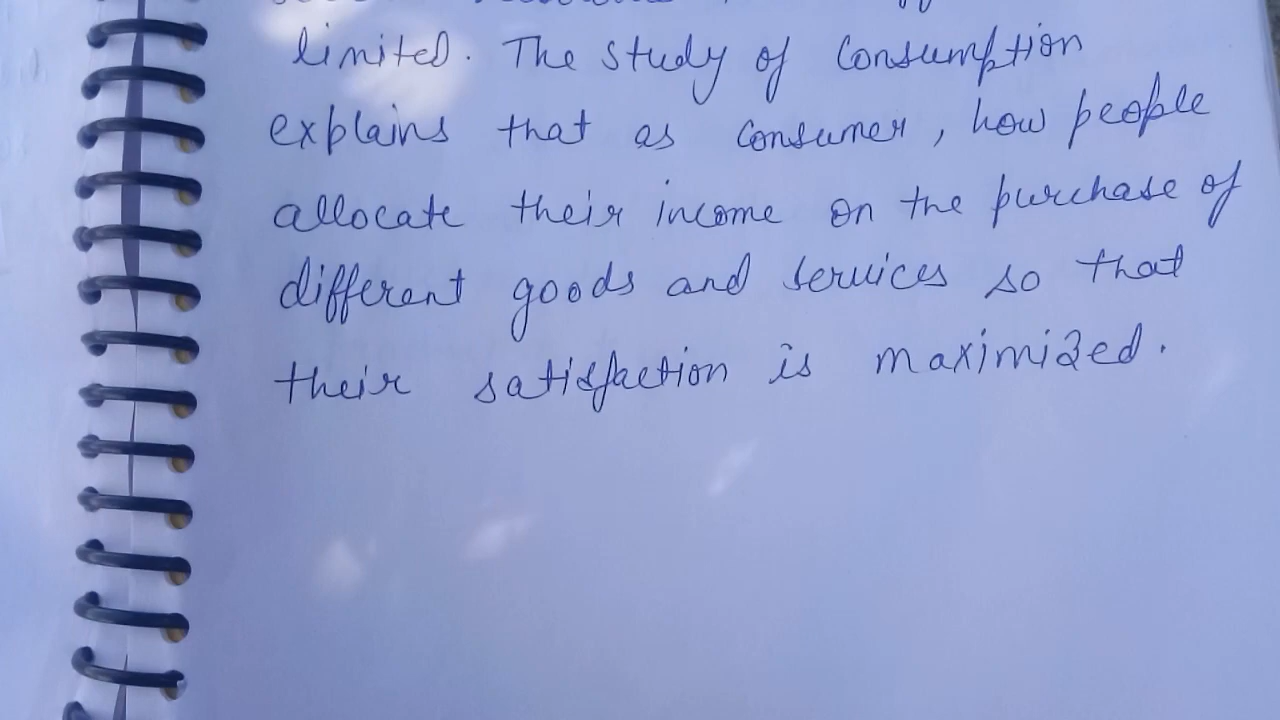 limited. The study of Consumption
explains that as Consumer, how people
allocate their income on the purchase of
different goods and services so that
their satisfaction is maximized.